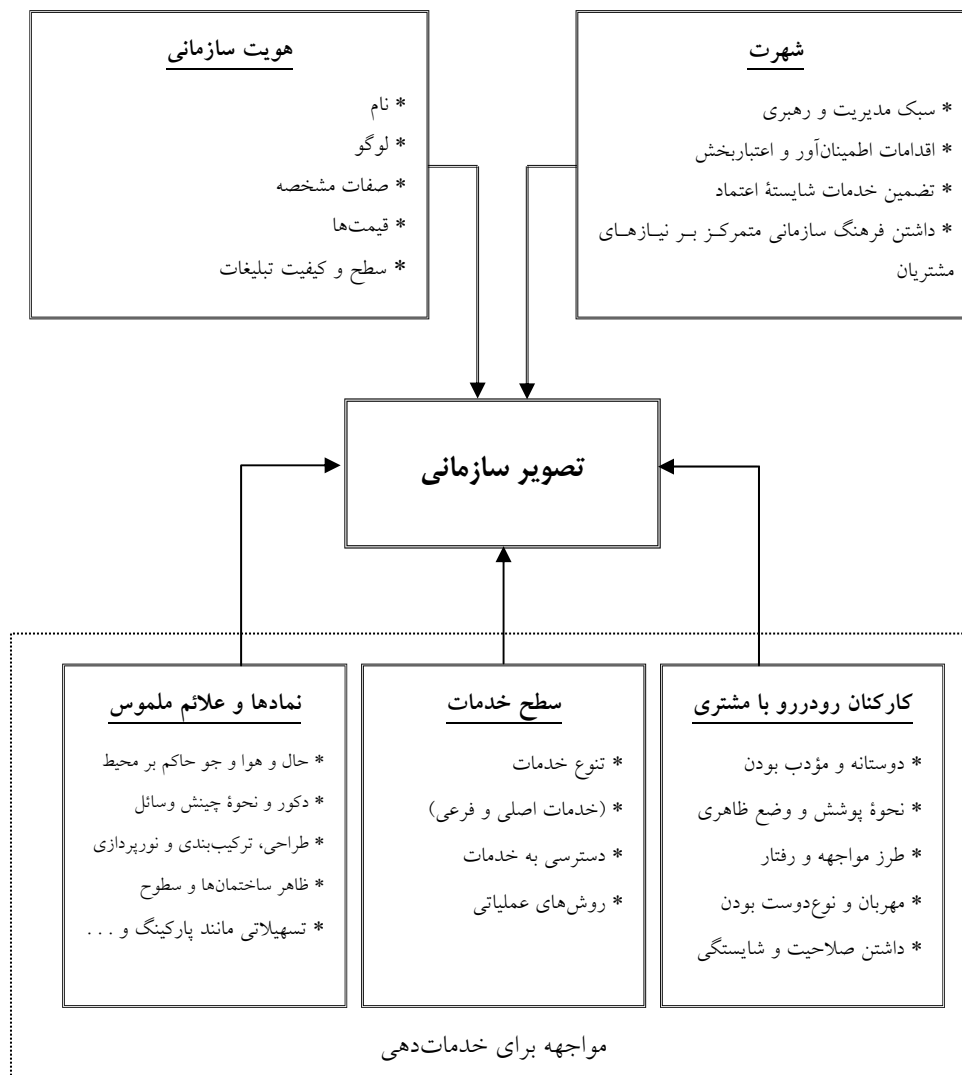 شهرت
* سبک مدیریت و رهبری
* اقدامات اطمینان‌آور و اعتباربخش
* تضمین خدمات شایستهٔ اعتماد
* داشتن فرهنگ سازمانی متمرکز بر نیازهای
مشتریان
هویت سازمانی
* نام
* لوگو
* صفات مشخصه
* قیمت‌ها
* سطح و کیفیت تبلیغات
تصویر سازمانی
کارکنان رودررو با مشتری
* دوستانه و مؤدب بودن
* نحوهٔ پوشش و وضع ظاهری
* طرز مواجهه و رفتار
* مهربان و نوع‌دوست بودن
* داشتن صلاحیت و شایستگی
سطح خدمات
* تنوع خدمات
* (خدمات اصلی و فرعی)
* دسترسی به خدمات
* روش‌های عملیاتی
نمادها و علائم ملموس
* حال و هوا و جو حاکم بر محیط
* دکور و نحوهٔ چینش وسائل
* طراحی، ترکیب‌بندی و نورپردازی
* ظاهر ساختمان‌ها و سطوح
* تسهیلاتی مانند پارکینگ و . . .
مواجهه برای خدمات‌دهی